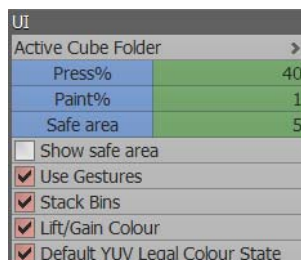 UI
Active Cube Folder
Press% 40
Paint% 1
Safe area 5
Show safe area
Use Gestures
Stack Bins
Lift/Gain Colour
Default YUV Legal Colour State